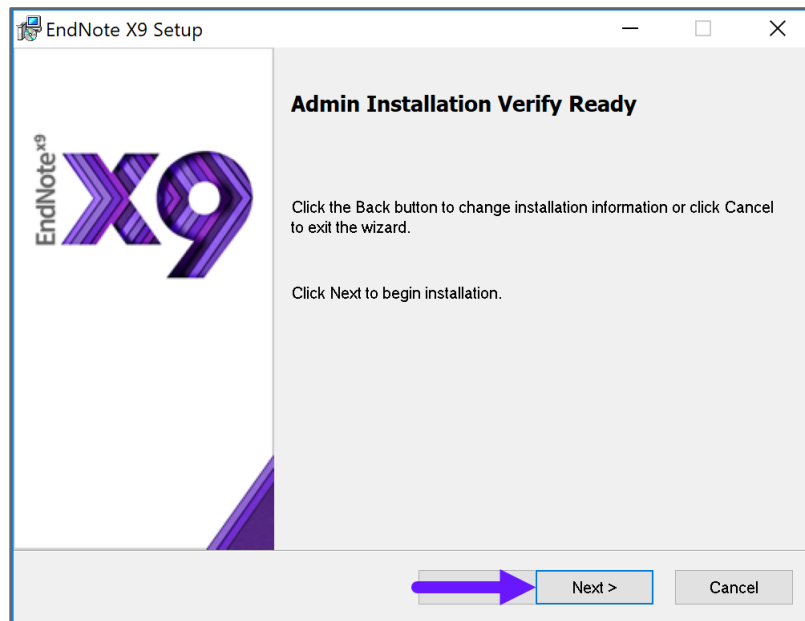 EndNote X9 Setup
Admin Installation Verify Ready
EndNote x9
X9
Click the Back button to change installation information or click Cancel
to exit the wizard.
Click Next to begin installation.
Next >
Cancel